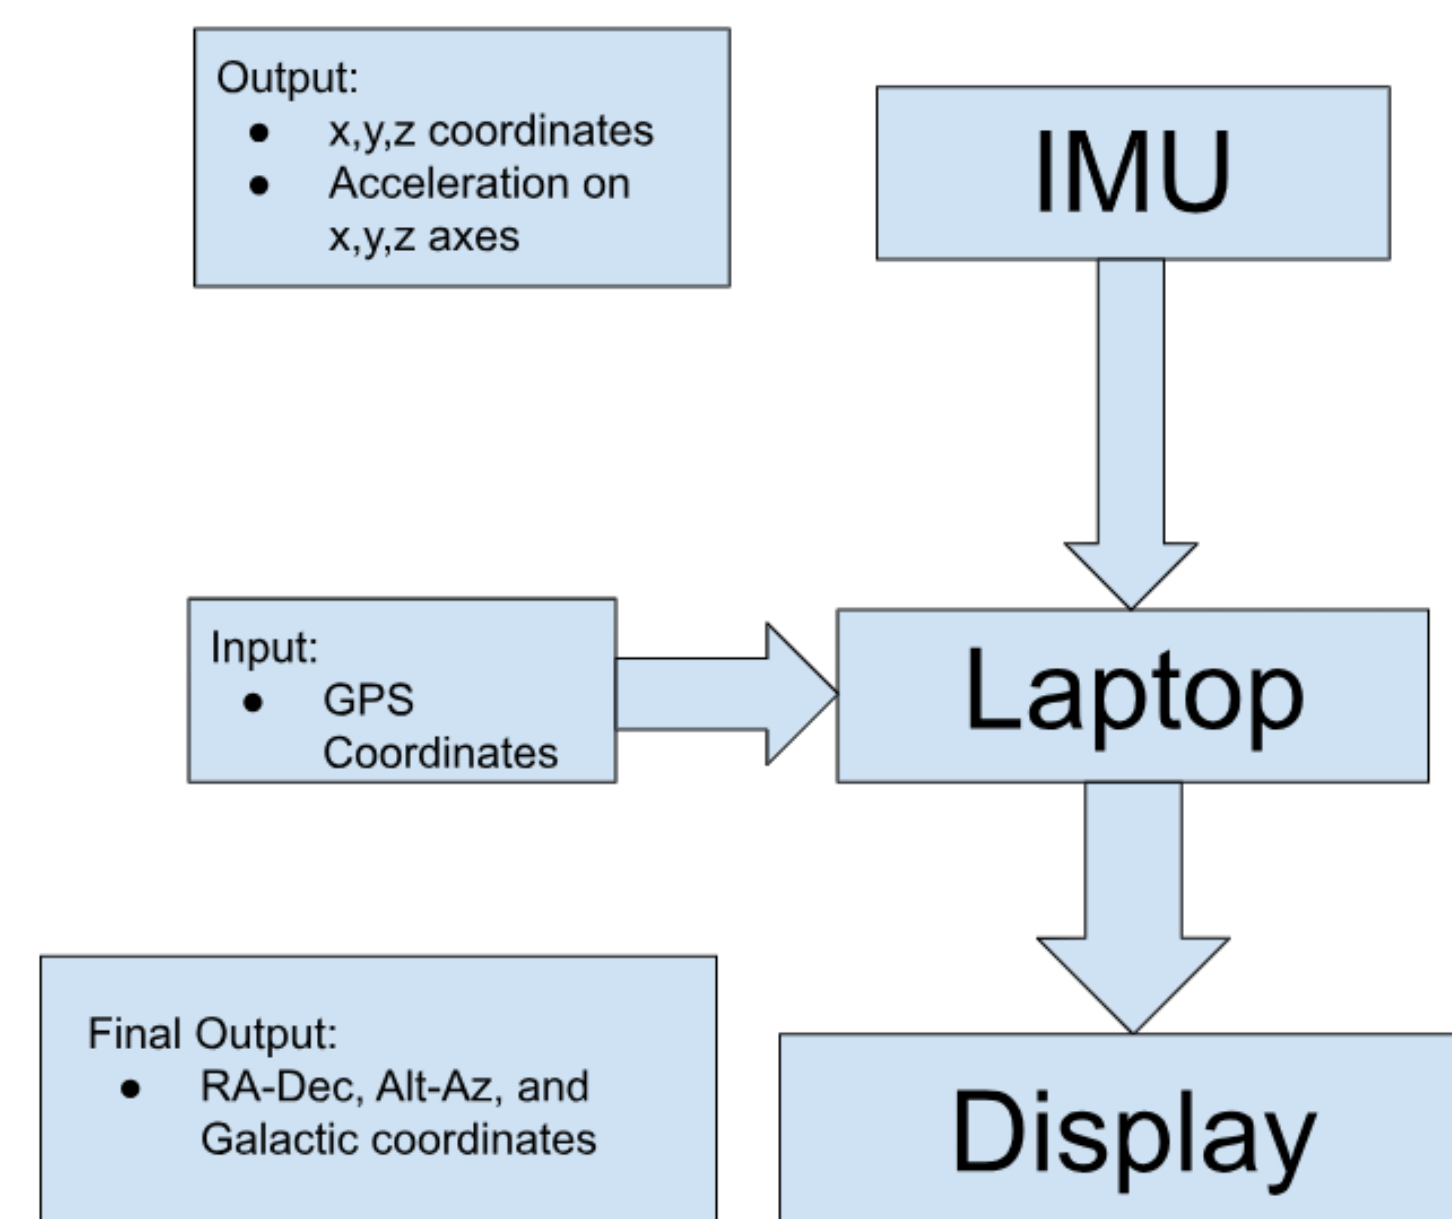 Output:
● x,y,z coordinates
● Acceleration on
x,y,z axes
IMU
Input:
● GPS
Coordinates
Laptop
Final Output:
● RA-Dec, Alt-Az, and
Galactic coordinates
Display